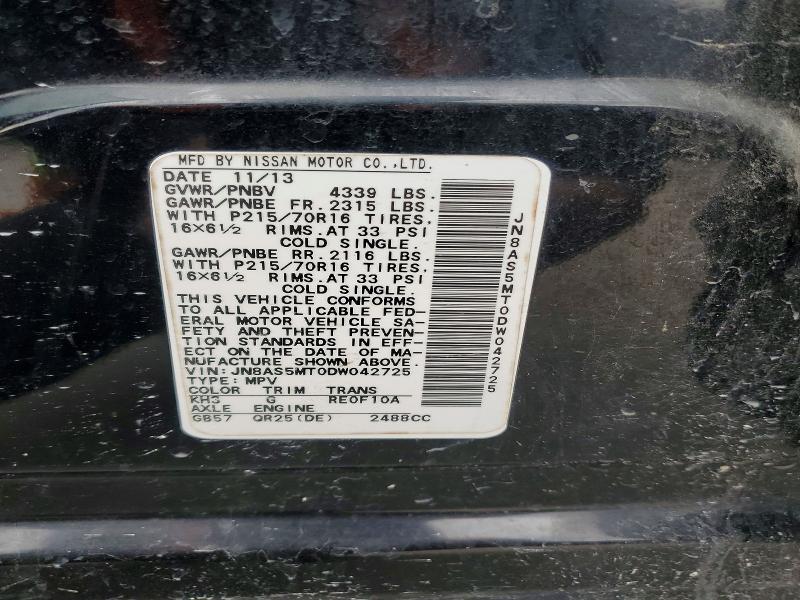 MFD BY NISSAN MOTOR CO.,LTD.
DATE 11/13
GVWR/PNBV 4339 LBS.
GAWR/PNBE FR. 2315 LBS.
WITH P215/70R16 TIRES.
16X6½ RIMS.AT 33 PSI
COLD SINGLE.
GAWR/PNBE RR. 2116 LBS.
WITH P215/70R16 TIRES.
16X6½ RIMS.AT 33 PSI
COLD SINGLE.
THIS VEHICLE CONFORMS
TO ALL APPLICABLE FED-
ERAL MOTOR VEHICLE SA-
FETY AND THEFT PREVEN-
TION STANDARDS IN EFF-
ECT ON THE DATE OF MA-
NUFACTURE SHOWN ABOVE.
VIN: JN8AS5MT0DW042725
TYPE: MPV
COLOR TRIM TRANS
KH3 G RE0F10A
AXLE ENGINE
GB57 QR25(DE) 2488CC
JN8AS5MT0DW042725